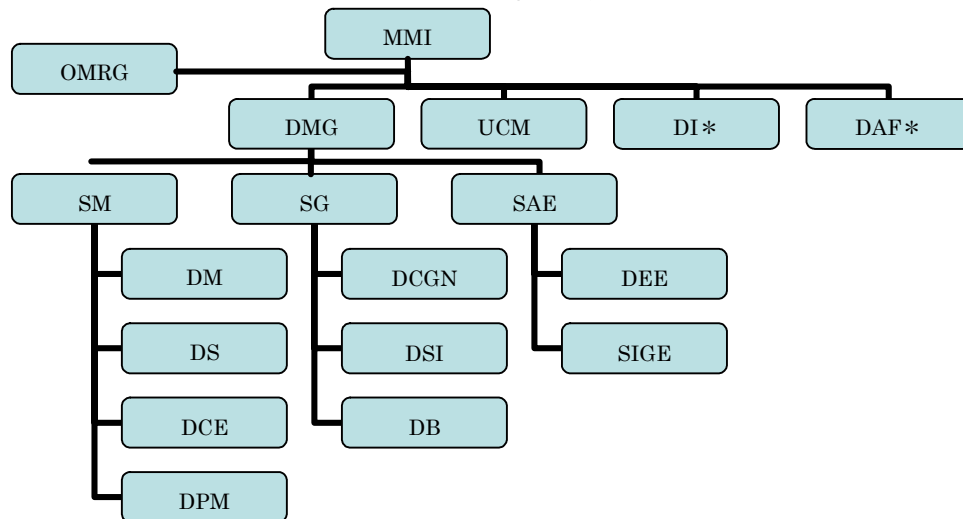 MMI
OMRG
DMG
UCM
DI＊
DAF＊
SM
SG
SAE
DM
DCGN
DEE
DS
DSI
SIGE
DCE
DB
DPM